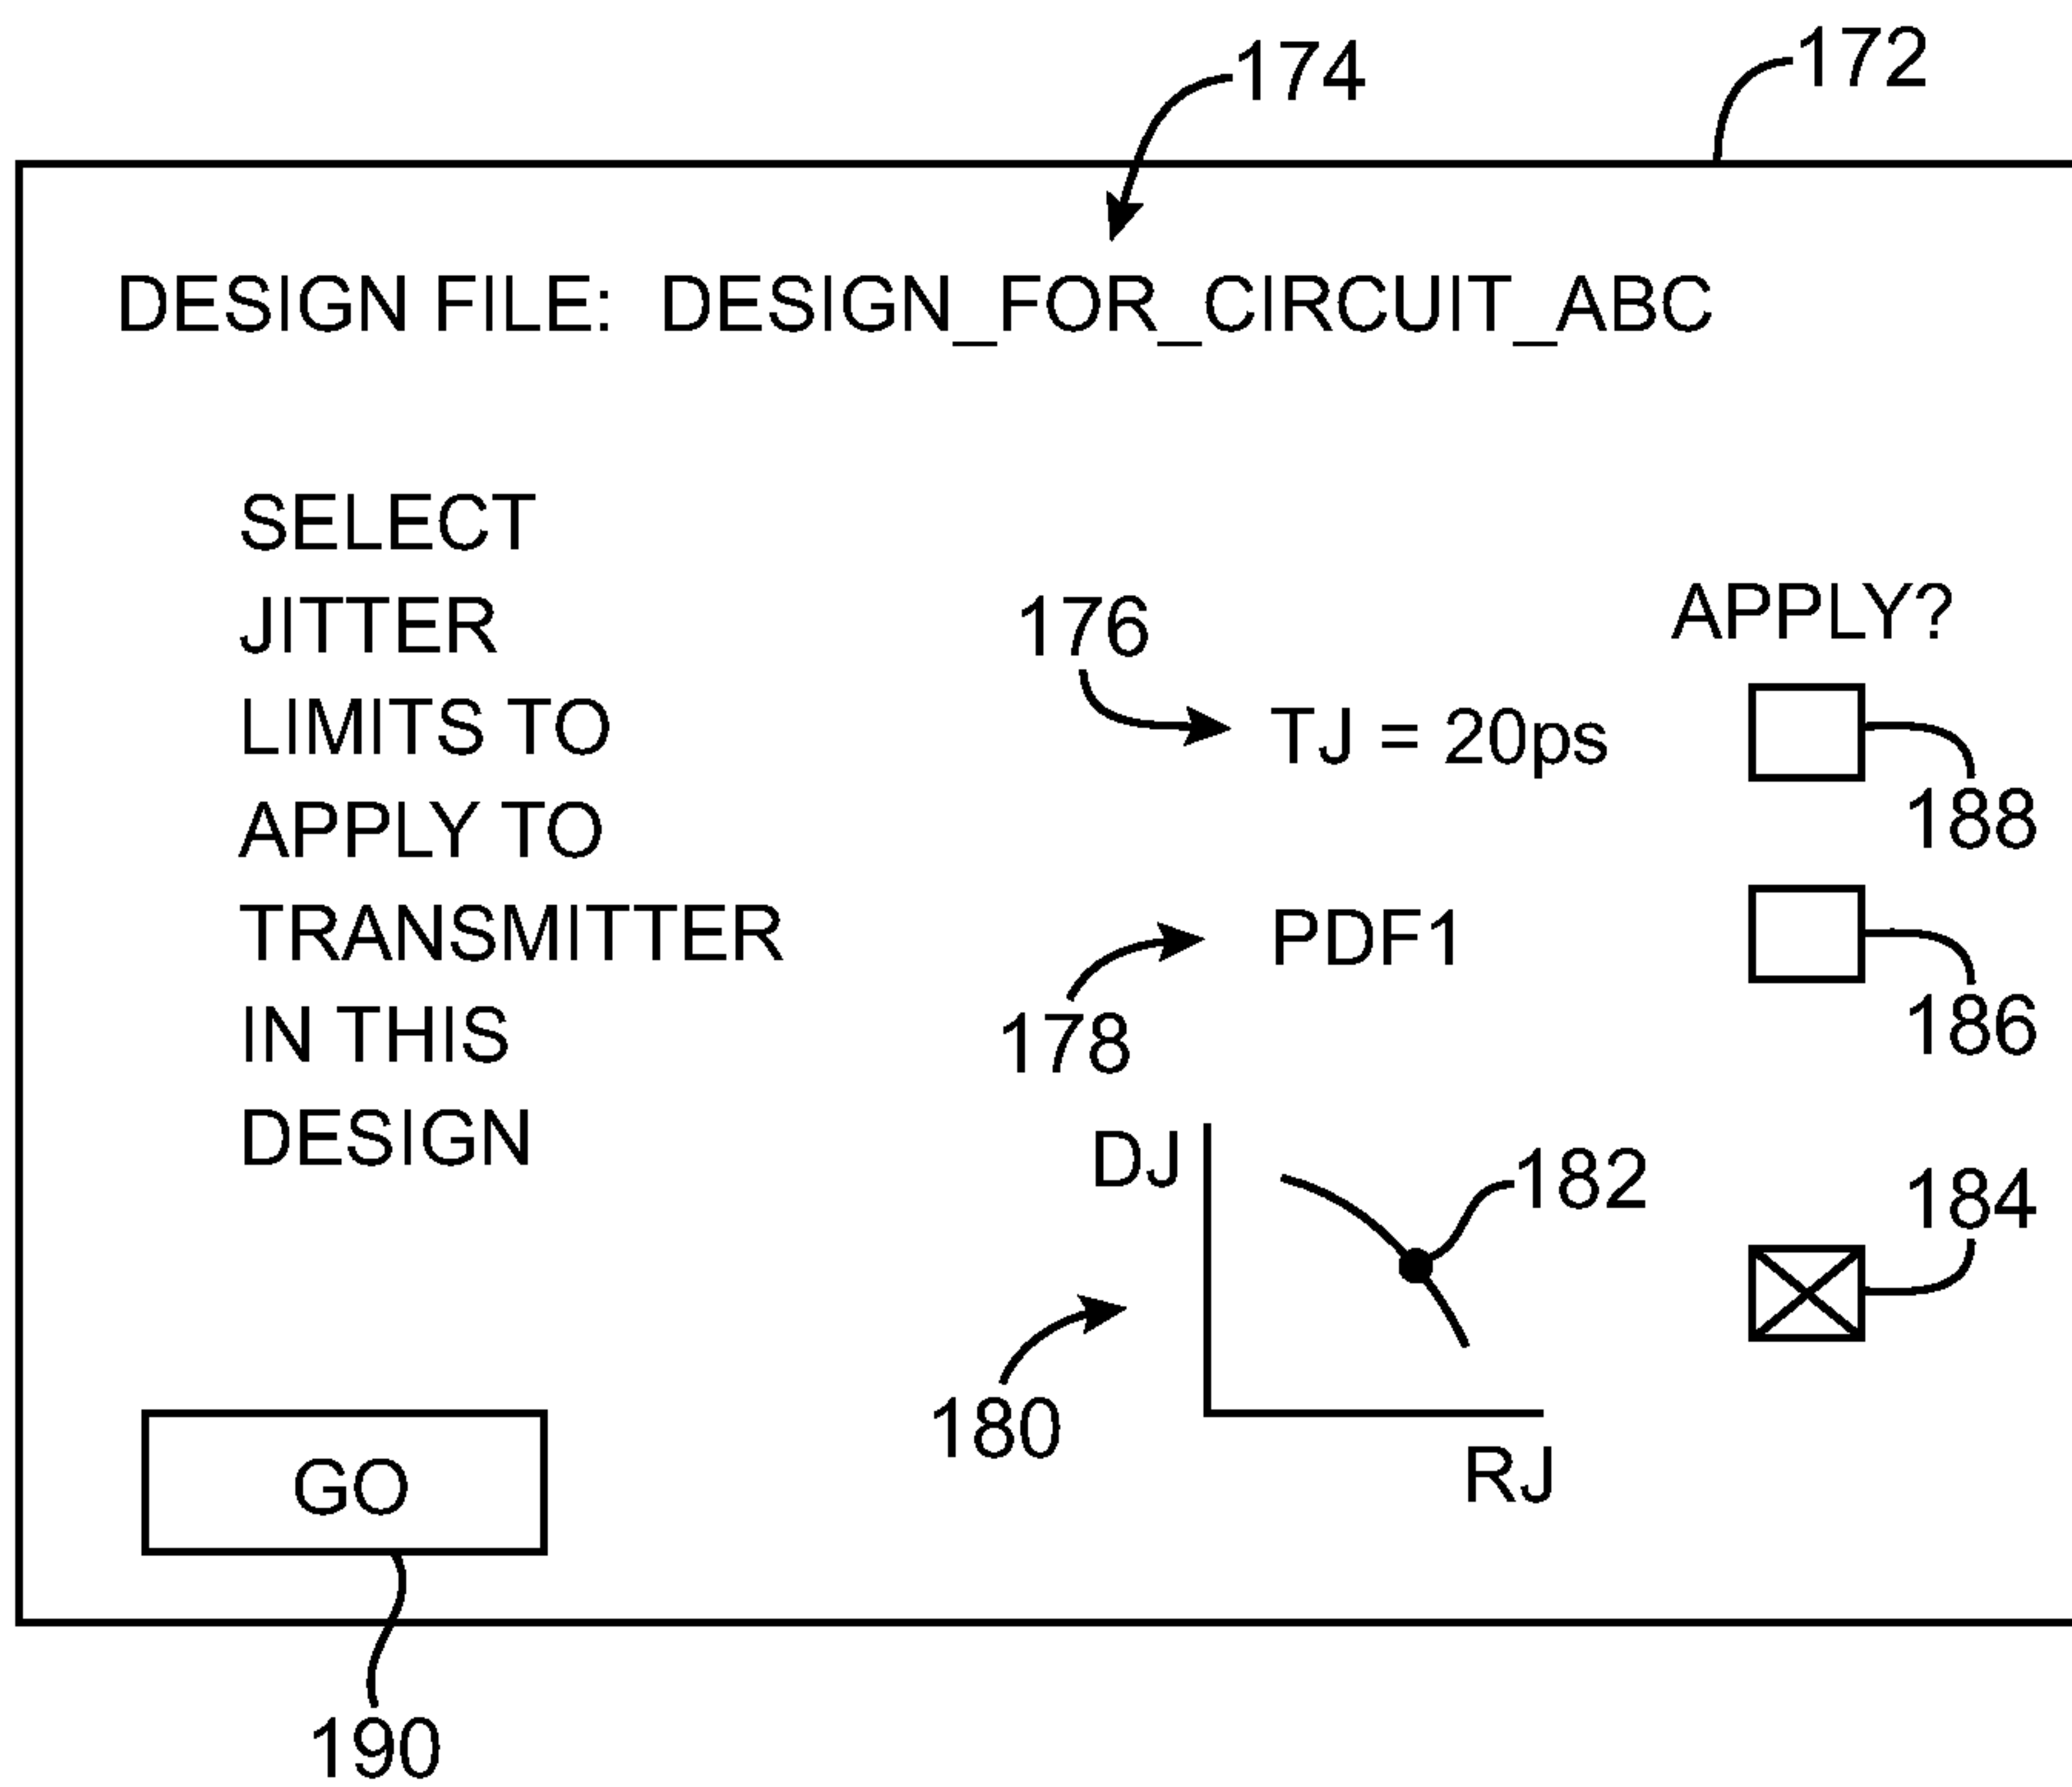 174
172
DESIGN FILE: DESIGN_FOR_CIRCUIT_ABC
SELECT
JITTER
LIMITS TO
APPLY TO
TRANSMITTER
IN THIS
DESIGN
APPLY?
176
TJ = 20ps
188
PDF1
178
186
DJ
182
184
180
RJ
GO
190